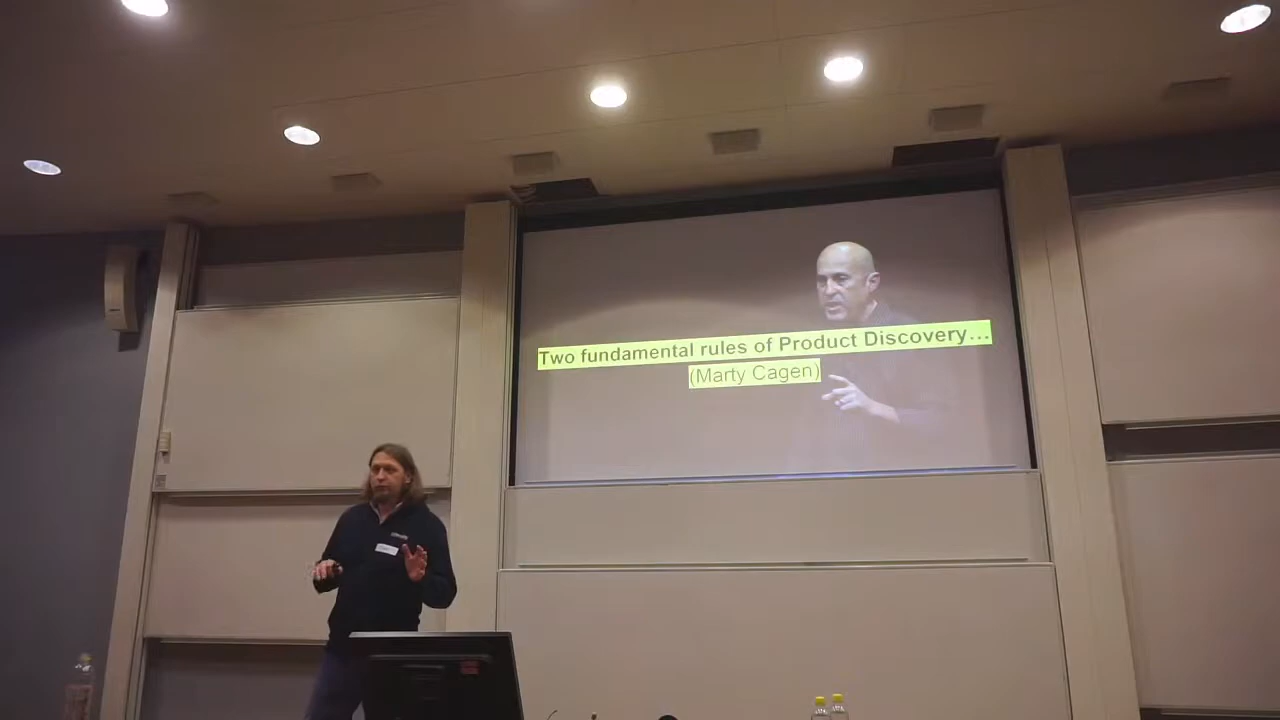 Two fundamental rules of Product Discovery...
(Marty Cagen)